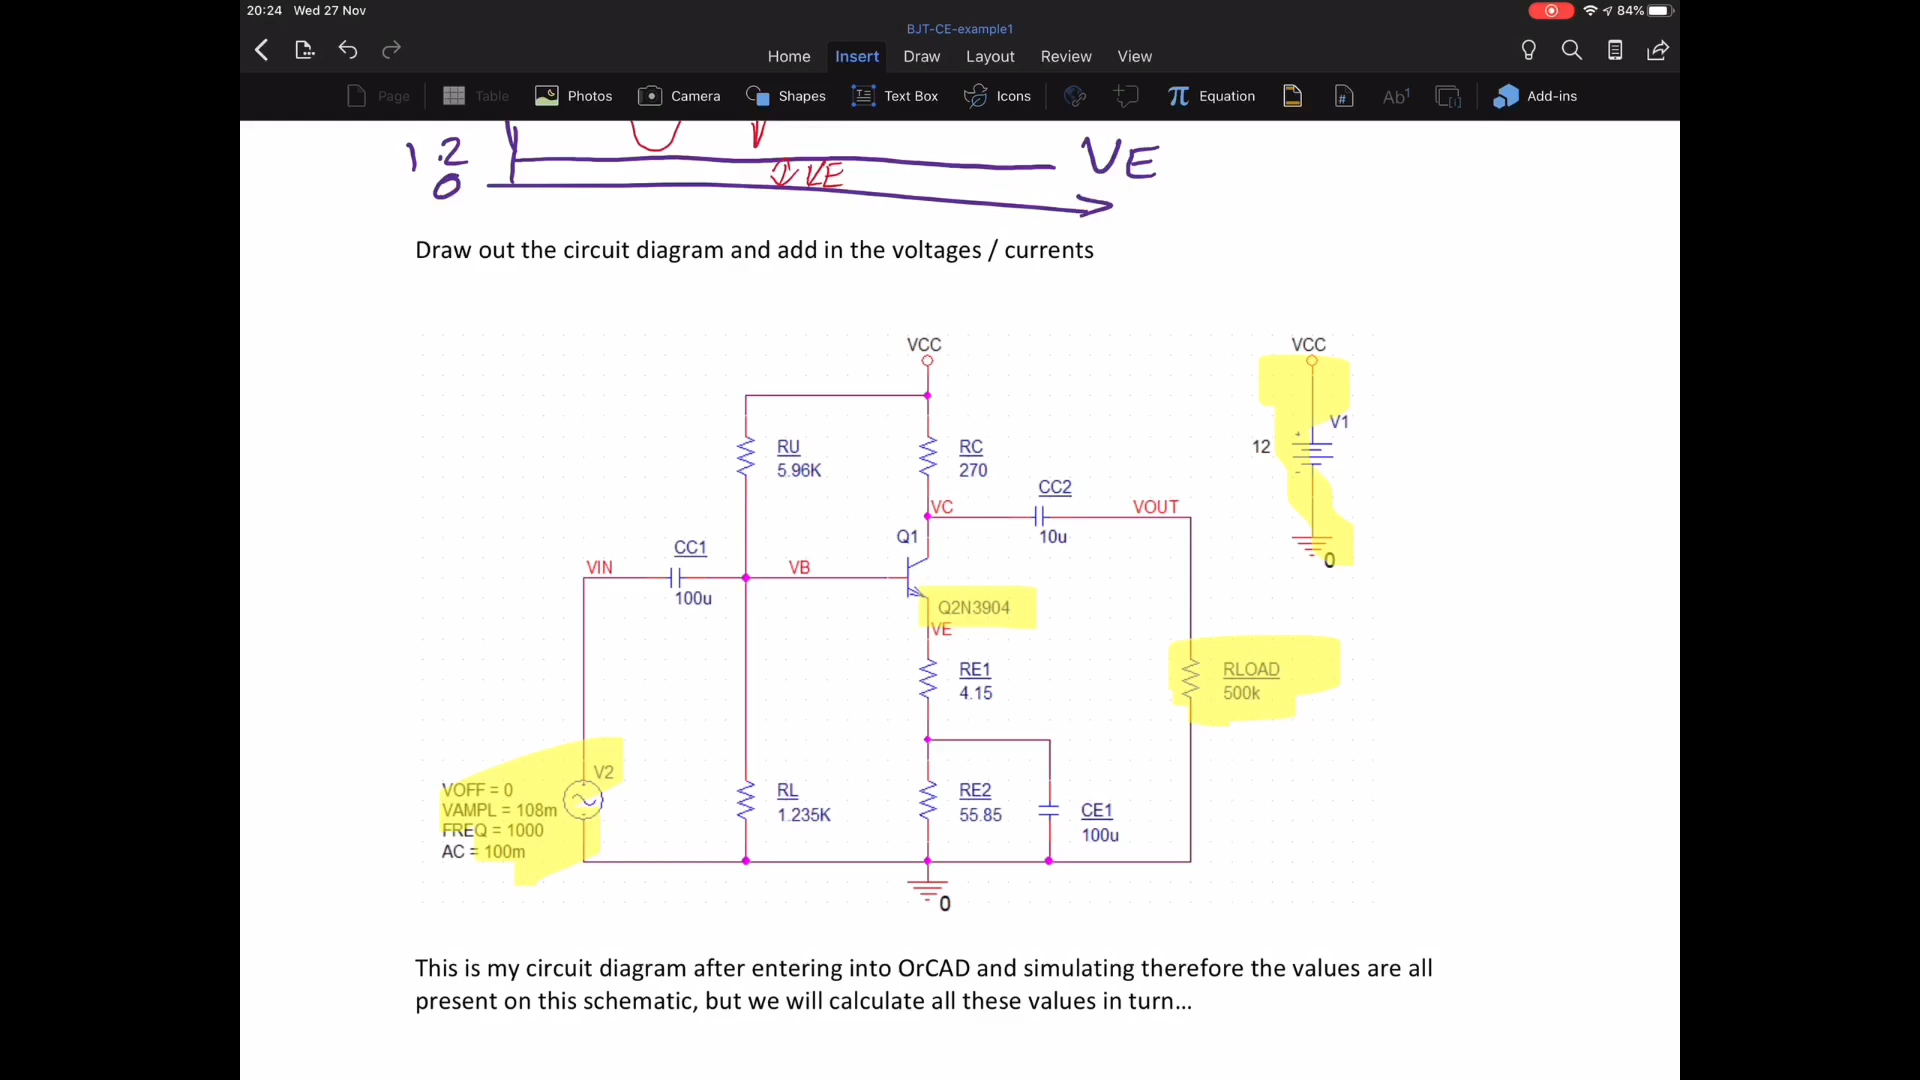 20:24 Wed 27 Nov
84%
BJT-CE-example1
Home Insert Draw Layout Review View
Page Table Photos Camera Shapes Text Box Icons Equation # Ab¹ Add-ins
1.2 VE
VE
0
Draw out the circuit diagram and add in the voltages / currents
VCC VCC
V1
RU RC 12
5.96K 270
CC2
VC VOUT
Q1 10u
CC1
VIN VB 0
100u
Q2N3904
VE
RE1 RLOAD
4.15 500k
V2
VOFF = 0 RL RE2
VAMPL = 108m 1.235K 55.85 CE1
FREQ = 1000 100u
AC = 100m
0
This is my circuit diagram after entering into OrCAD and simulating therefore the values are all
present on this schematic, but we will calculate all these values in turn...